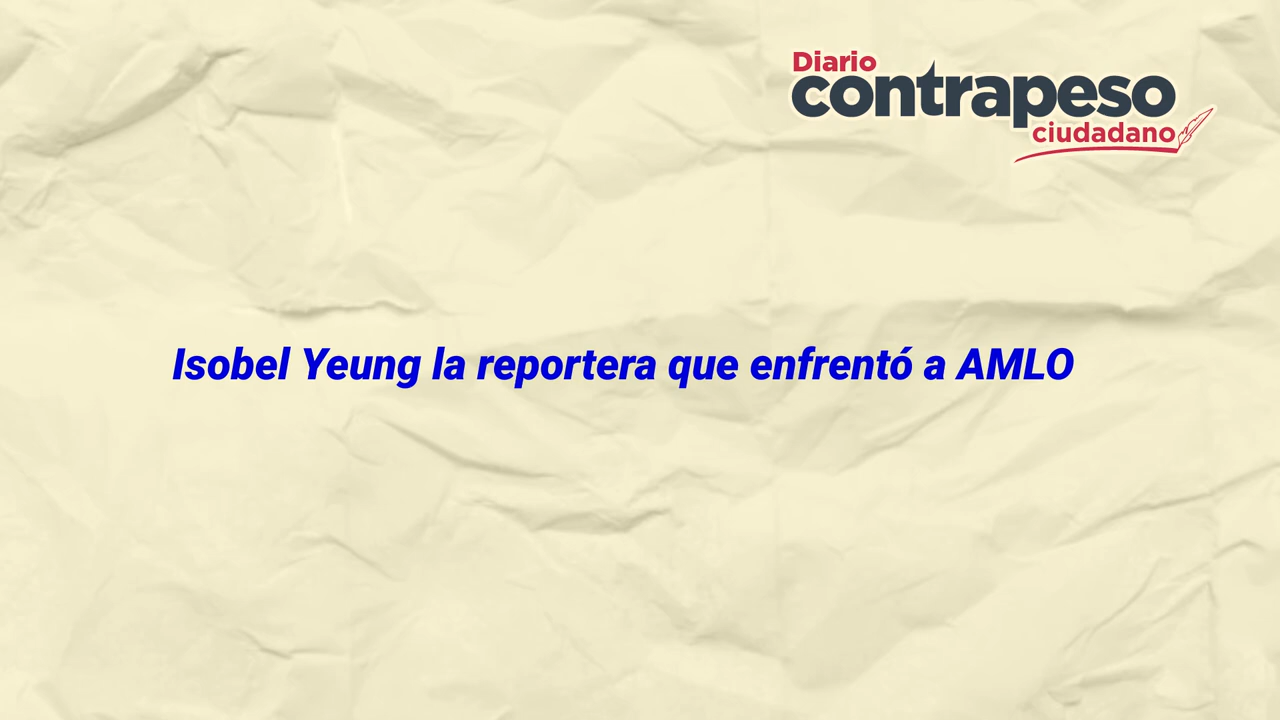 Diario
contrapeso
ciudadano
Isobel Yeung la reportera que enfrentó a AMLO